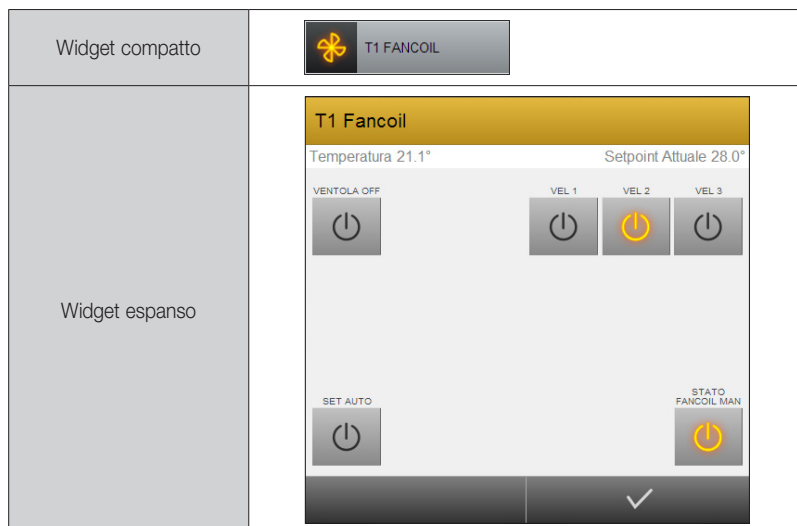 Widget compatto
T1 FANCOIL
Widget espanso
T1 Fancoil
Temperatura 21.1°
Setpoint Attuale 28.0°
VENTOLA OFF
VEL 1
VEL 2
VEL 3
SET AUTO
STATO
FANCOIL MAN